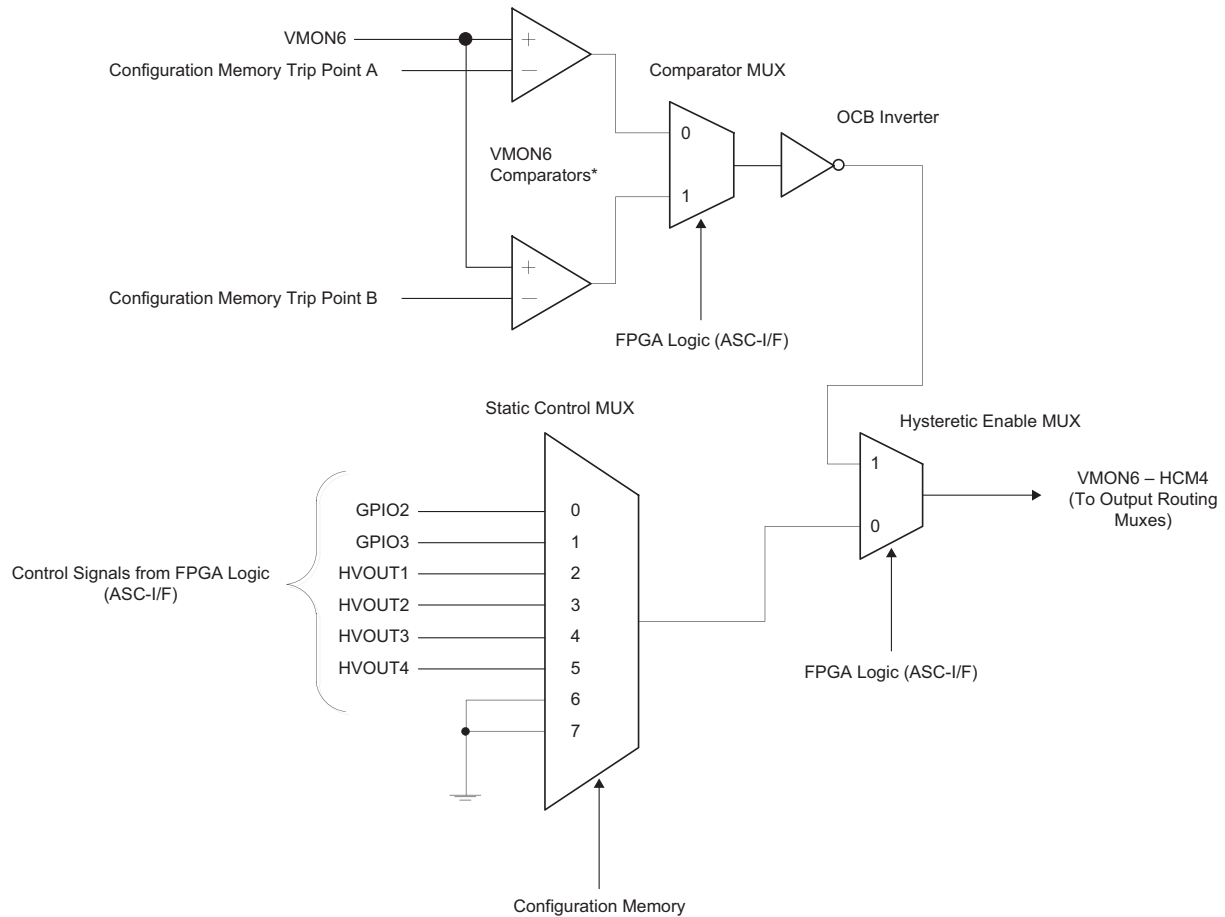 VMON6
+
Configuration Memory Trip Point A
−
Comparator MUX
OCB Inverter
0
VMON6
Comparators*
1
+
Configuration Memory Trip Point B
−
FPGA Logic (ASC-I/F)
Static Control MUX
Hysteretic Enable MUX
1
VMON6 – HCM4
(To Output Routing
Muxes)
0
Control Signals from FPGA Logic
(ASC-I/F)
GPIO2
0
GPIO3
1
HVOUT1
2
HVOUT2
3
HVOUT3
4
HVOUT4
5
6
7
FPGA Logic (ASC-I/F)
Configuration Memory